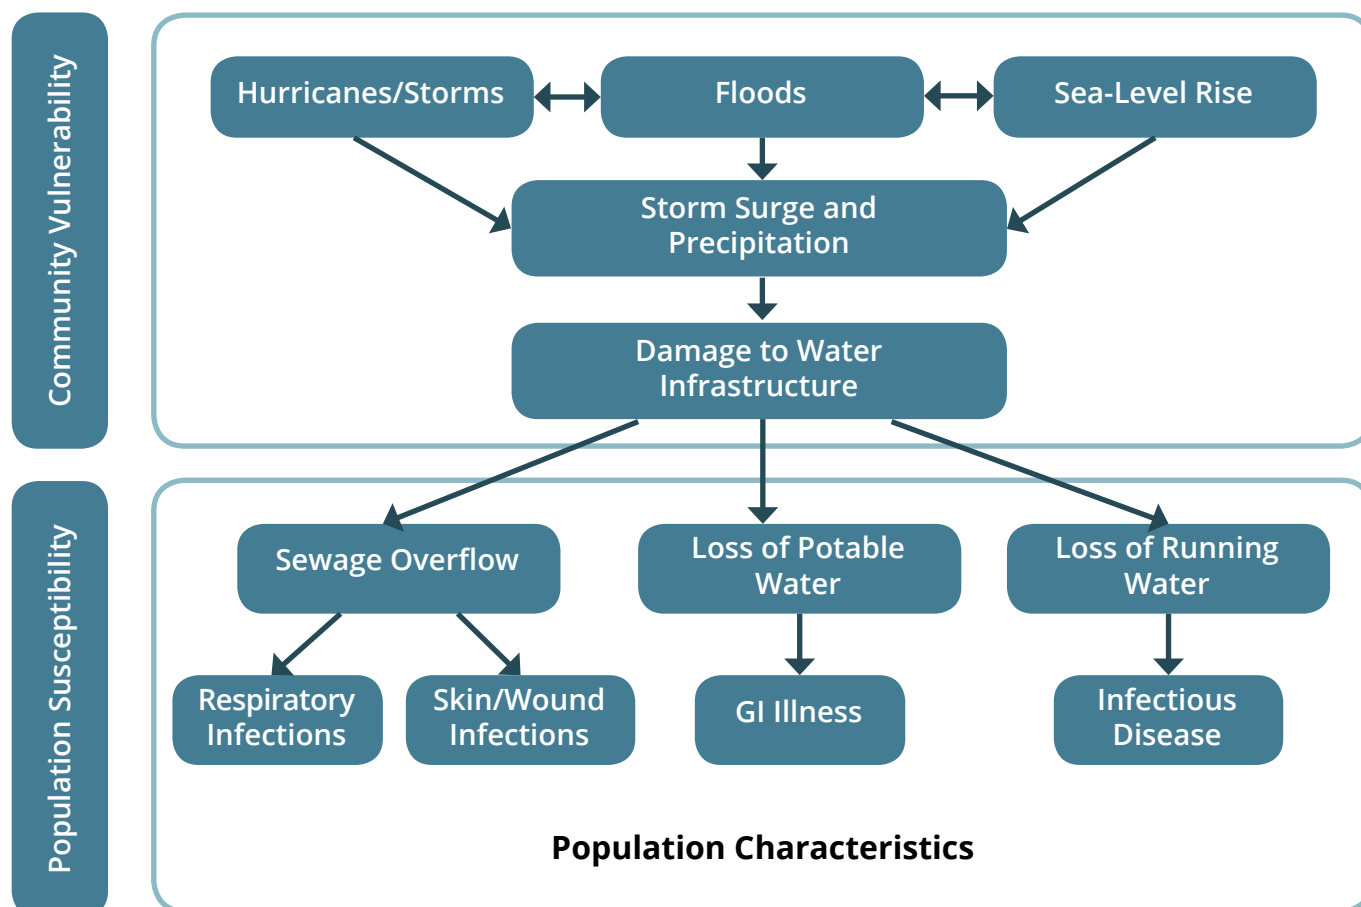 Community Vulnerability
Hurricanes/Storms
Floods
Sea-Level Rise
Storm Surge and
Precipitation
Damage to Water
Infrastructure
Population Susceptibility
Sewage Overflow
Loss of Potable
Water
Loss of Running
Water
Respiratory
Infections
Skin/Wound
Infections
GI Illness
Infectious
Disease
Population Characteristics